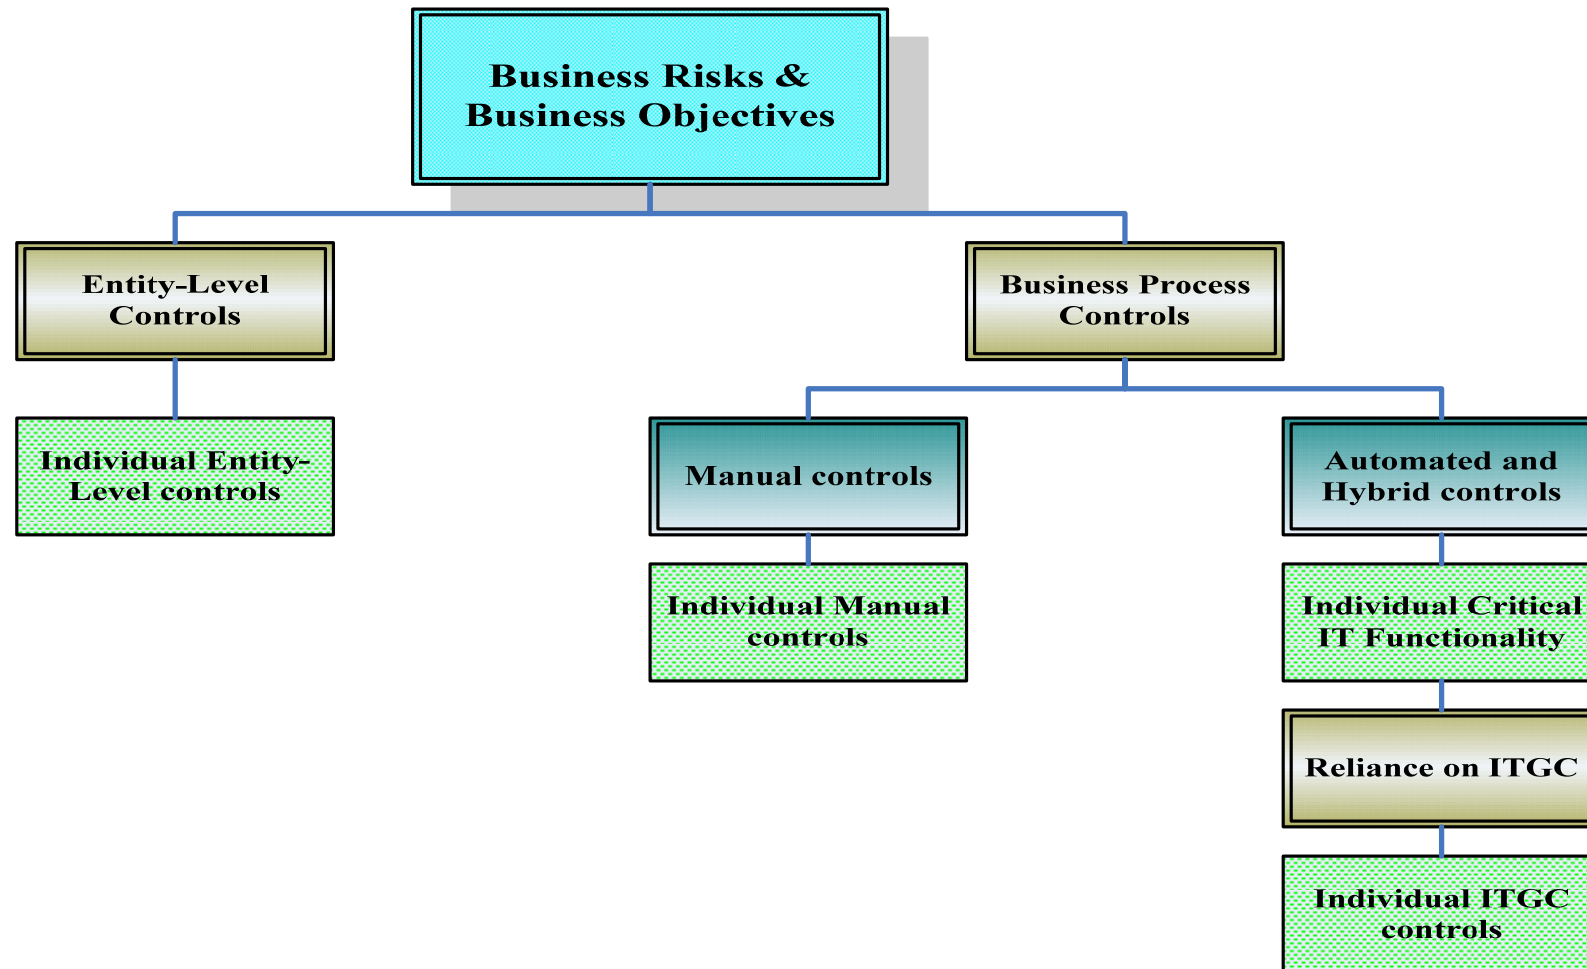 Business Risks &
Business Objectives
Entity-Level
Controls
Business Process
Controls
Individual Entity-
Level controls
Manual controls
Automated and
Hybrid controls
Individual Manual
controls
Individual Critical
IT Functionality
Reliance on ITGC
Individual ITGC
controls